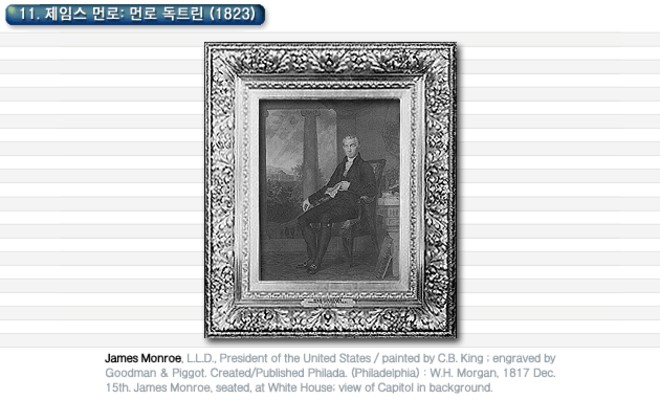 11. 제임스 먼로: 먼로 독트린 (1823)
James Monroe, L.L.D., President of the United States / painted by C.B. King ; engraved by
Goodman & Piggot. Created/Published Philada. (Philadelphia) : W.H. Morgan, 1817 Dec.
15th. James Monroe, seated, at White House; view of Capitol in background.